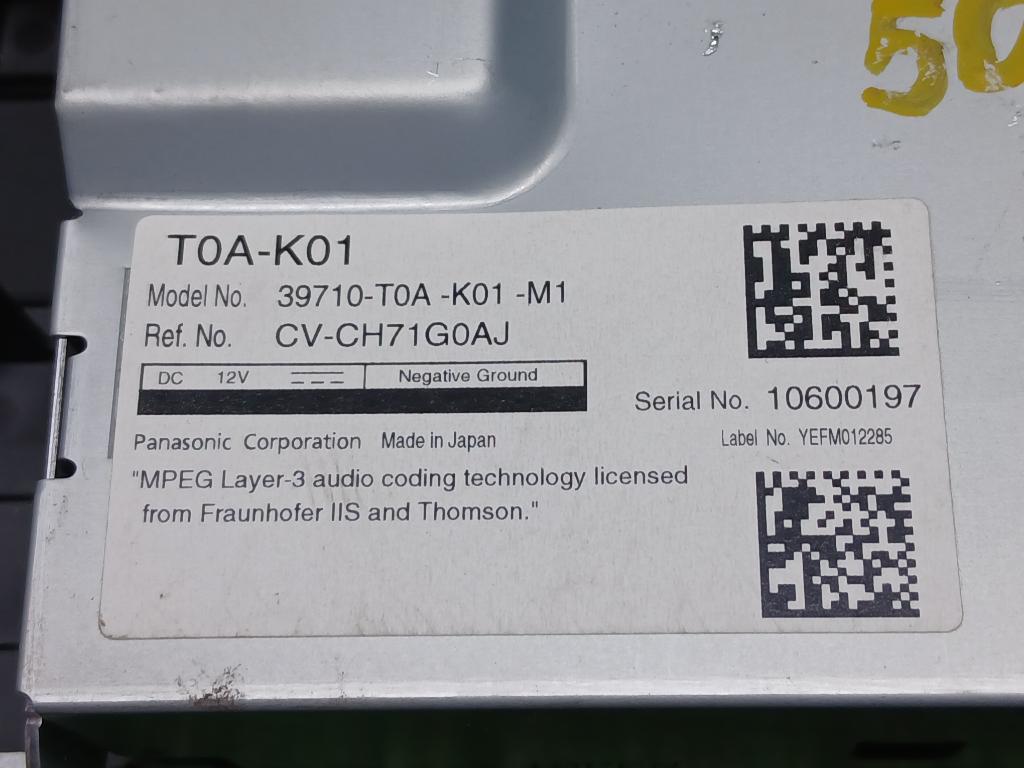 50
T0A-K01
Model No. 39710-T0A -K01 -M1
Ref. No. CV-CH71G0AJ
DC 12V Negative Ground
Serial No. 10600197
Panasonic Corporation Made in Japan
Label No. YEFM012285
"MPEG Layer-3 audio coding technology licensed
from Fraunhofer IIS and Thomson."